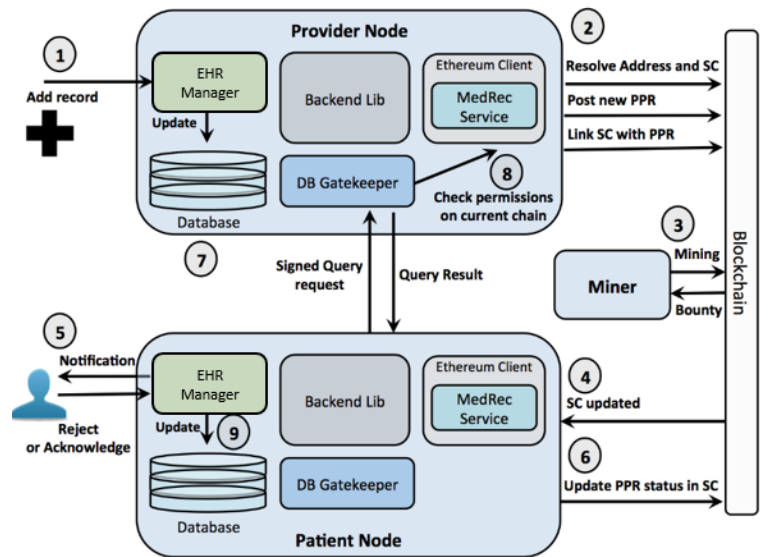 Provider Node
1
Add record
EHR
Manager
Update
Database
Backend Lib
Ethereum Client
MedRec
Service
DB Gatekeeper
8
Check permissions
on current chain
2
Resolve Address and SC
Post new PPR
Link SC with PPR
Blockchain
7
Signed Query
request
Query Result
3
Mining
Miner
Bounty
5
Notification
Reject
or Acknowledge
EHR
Manager
Update
9
Database
Backend Lib
Ethereum Client
MedRec
Service
DB Gatekeeper
Patient Node
4
SC updated
6
Update PPR status in SC